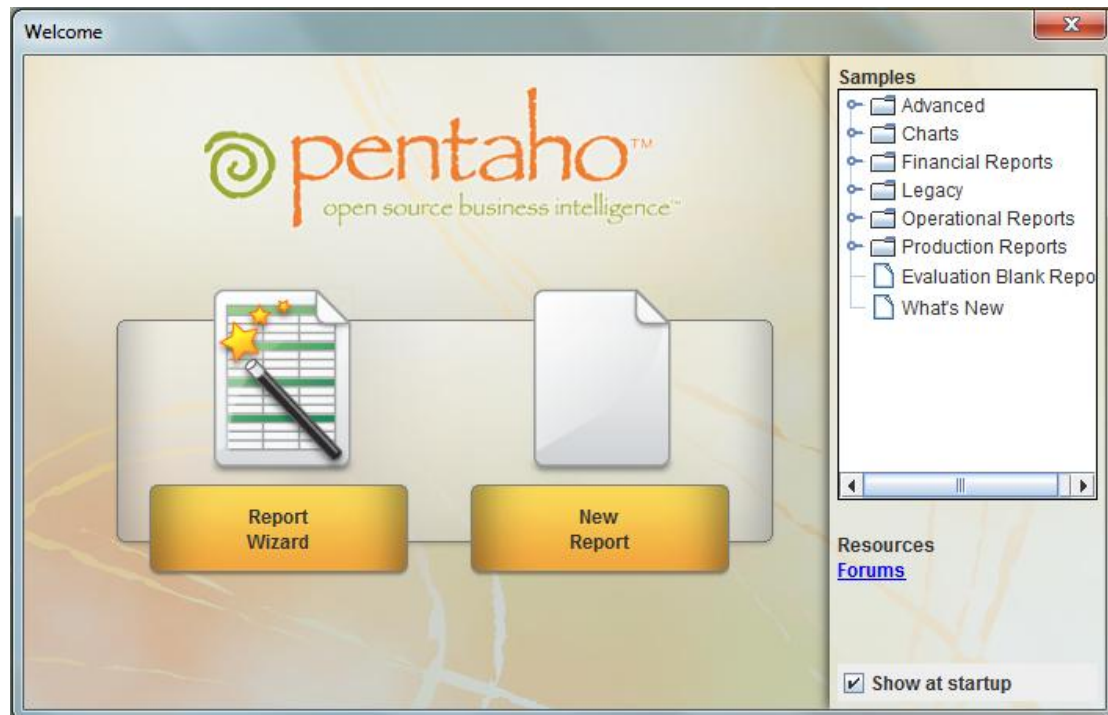 Welcome
pentaho™
open source business intelligence™
Report
Wizard
New
Report
Samples
Advanced
Charts
Financial Reports
Legacy
Operational Reports
Production Reports
Evaluation Blank Repo
What's New
Resources
Forums
Show at startup